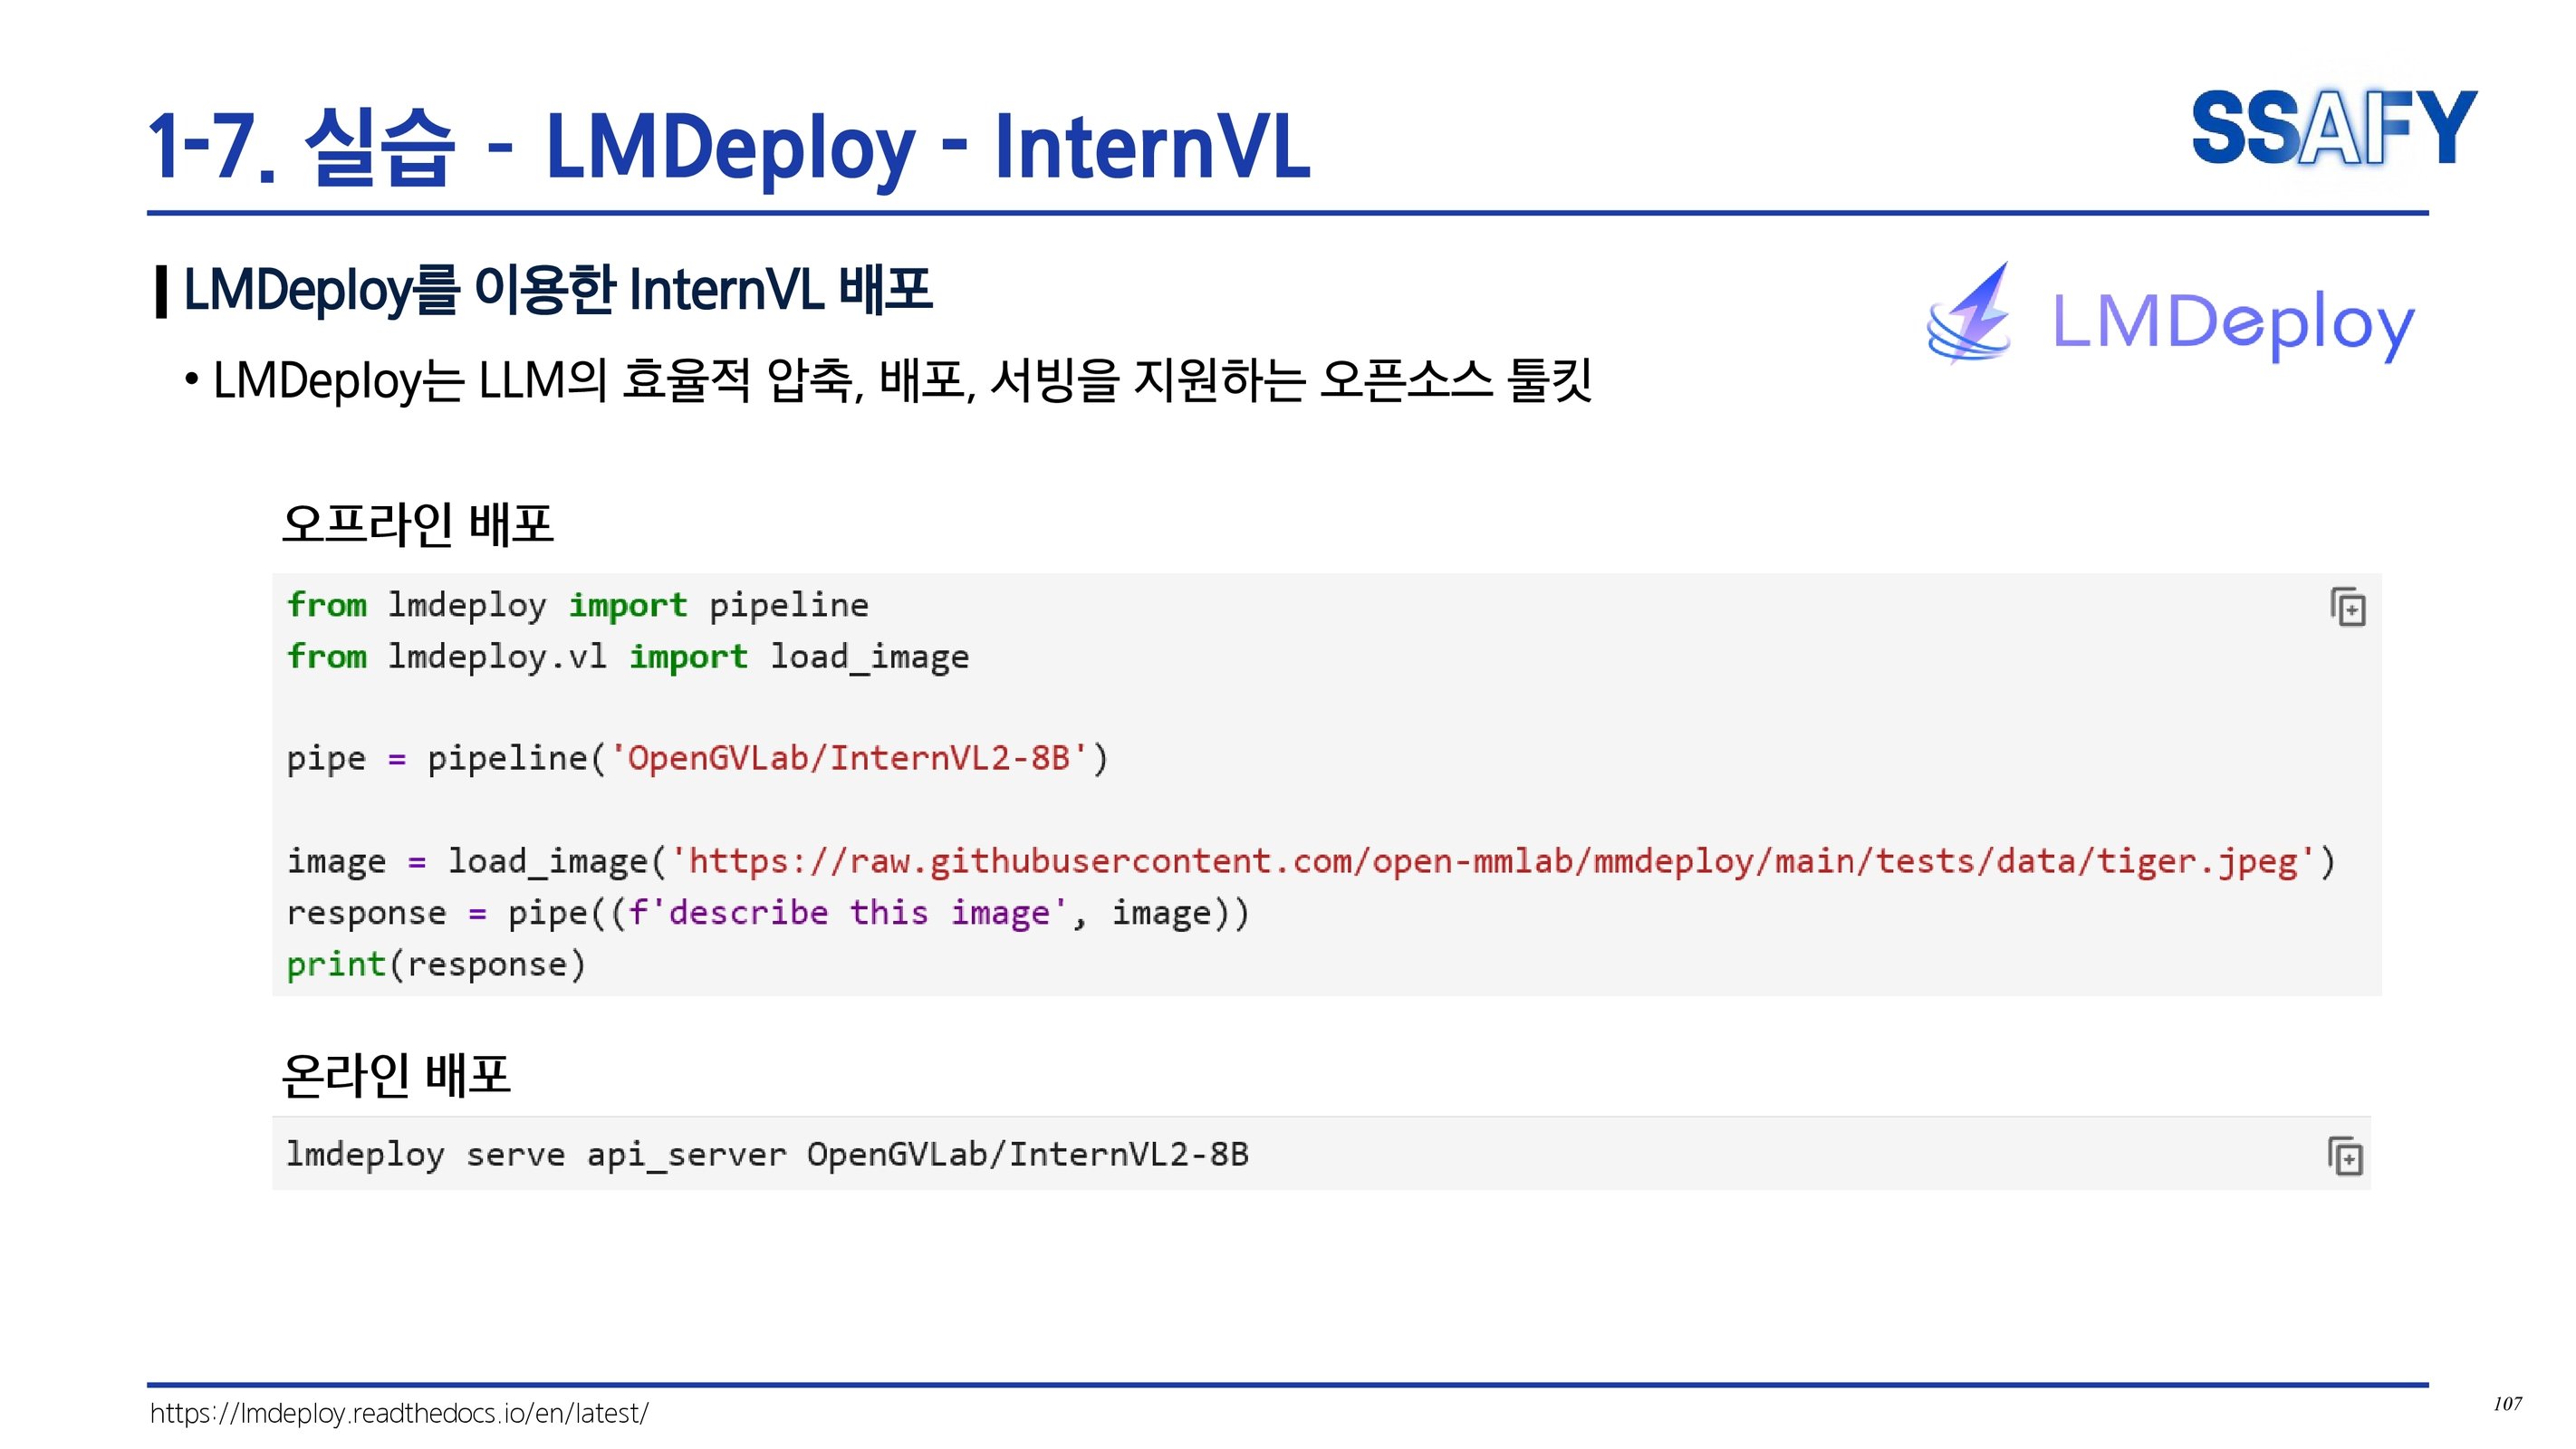 1-7. 실습 - LMDeploy - InternVL
SSAFY
LMDeploy를 이용한 InternVL 배포
LMDeploy
• LMDeploy는 LLM의 효율적 압축, 배포, 서빙을 지원하는 오픈소스 툴킷
오프라인 배포
from lmdeploy import pipeline
from lmdeploy.vl import load_image
pipe = pipeline('OpenGVLab/InternVL2-8B')
image = load_image('https://raw.githubusercontent.com/open-mmlab/mmdeploy/main/tests/data/tiger.jpeg')
response = pipe((f'describe this image', image))
print(response)
온라인 배포
lmdeploy serve api_server OpenGVLab/InternVL2-8B
https://lmdeploy.readthedocs.io/en/latest/
107